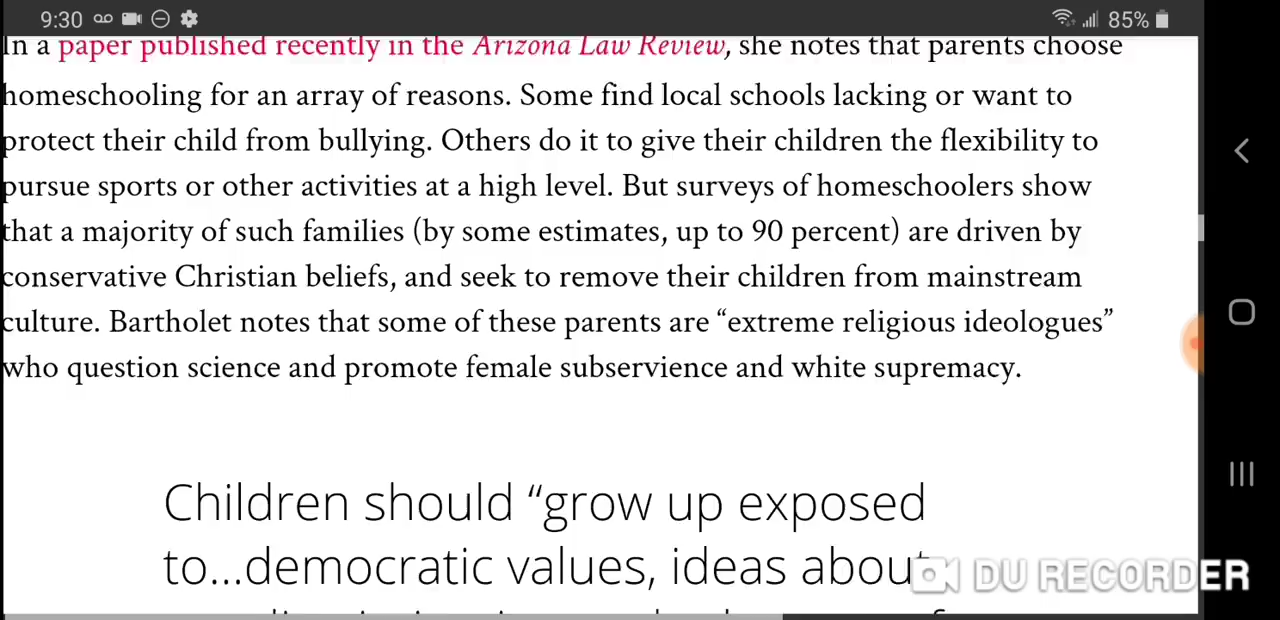 9:30
85%
In a paper published recently in the Arizona Law Review, she notes that parents choose
homeschooling for an array of reasons. Some find local schools lacking or want to
protect their child from bullying. Others do it to give their children the flexibility to
pursue sports or other activities at a high level. But surveys of homeschoolers show
that a majority of such families (by some estimates, up to 90 percent) are driven by
conservative Christian beliefs, and seek to remove their children from mainstream
culture. Bartholet notes that some of these parents are “extreme religious ideologues”
who question science and promote female subservience and white supremacy.
Children should “grow up exposed
to...democratic values, ideas about
DU RECORDER